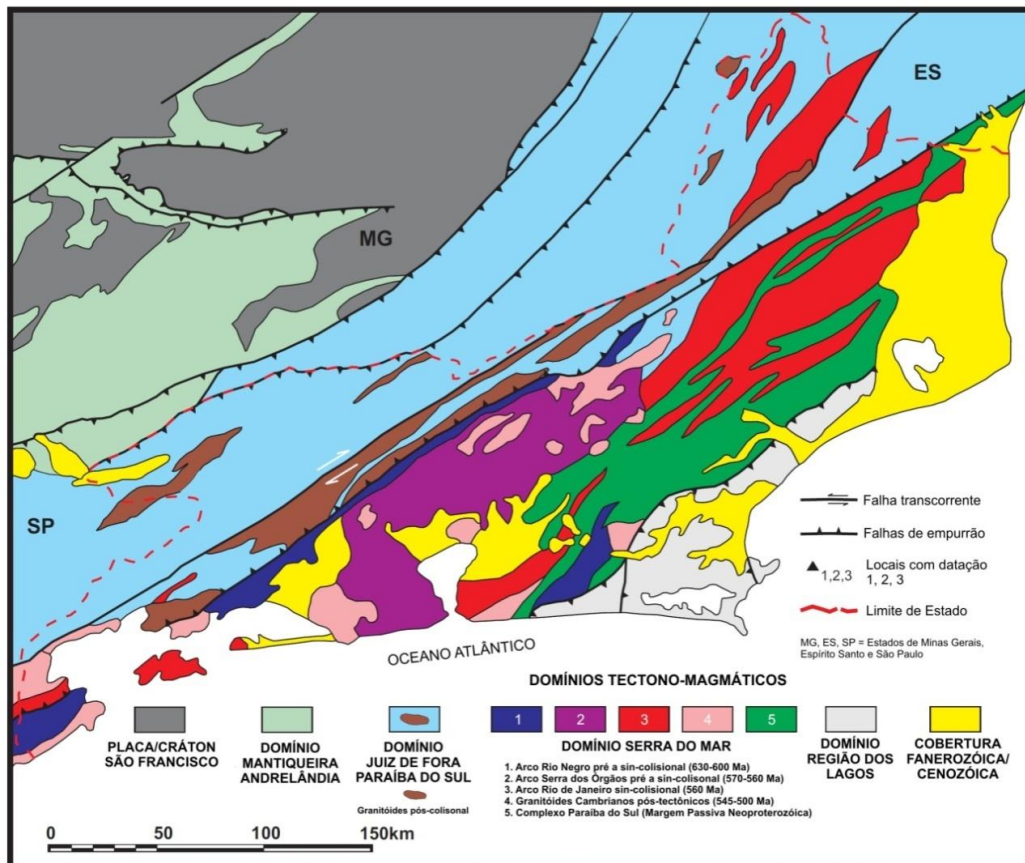 ES
MG
SP
Falha transcorrente
Falhas de empurrão
1,2,3
Locais com datação
1, 2, 3
Limite de Estado
MG, ES, SP = Estados de Minas Gerais,
Espírito Santo e São Paulo
OCEANO ATLÂNTICO
DOMÍNIOS TECTONO-MAGMÁTICOS
1 2 3 4 5
PLACA/CRÁTON
SÃO FRANCISCO
DOMÍNIO
MANTIQUEIRA
ANDRELÂNDIA
DOMÍNIO
JUIZ DE FORA
PARAÍBA DO SUL
Granitóides pós-colisonal
DOMÍNIO SERRA DO MAR
1. Arco Rio Negro pré a sin-colisional (630-600 Ma)
2. Arco Serra dos Órgãos pré a sin-colisonal (570-560 Ma)
3. Arco Rio de Janeiro sin-colisional (560 Ma)
4. Granitóides Cambrianos pós-tectônicos (545-500 Ma)
5. Complexo Paraíba do Sul (Margem Passiva Neoproterozóica)
DOMÍNIO
REGIÃO DOS
LAGOS
COBERTURA
FANEROZÓICA/
CENOZÓICA
0 50 100 150km